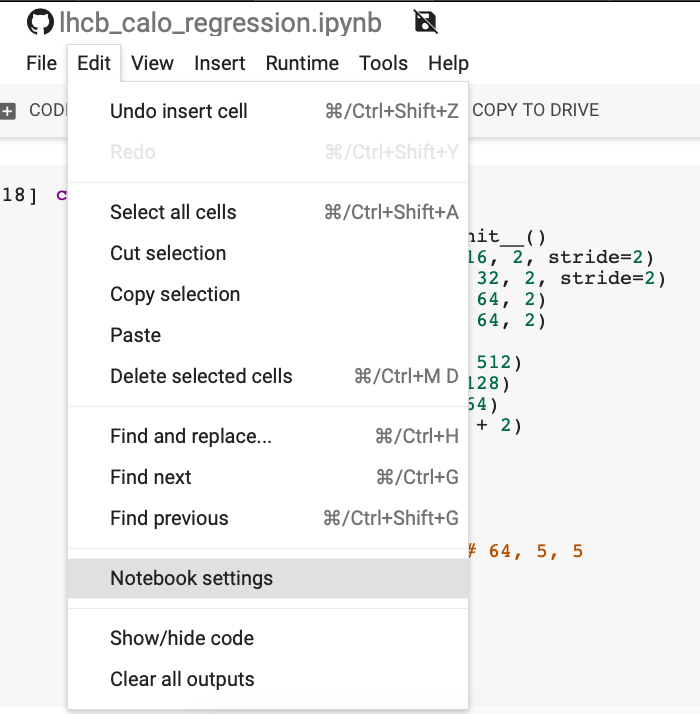 lhcb_calo_regression.ipynb
File Edit View Insert Runtime Tools Help
COPY TO DRIVE
Undo insert cell ⌘/Ctrl+Shift+Z
Redo ⌘/Ctrl+Shift+Y
18] c
Select all cells ⌘/Ctrl+Shift+A
nit__()
Cut selection
16, 2, stride=2)
32, 2, stride=2)
Copy selection
64, 2)
64, 2)
Paste
512)
Delete selected cells ⌘/Ctrl+M D
128)
64)
+ 2)
Find and replace... ⌘/Ctrl+H
Find next ⌘/Ctrl+G
Find previous ⌘/Ctrl+Shift+G
# 64, 5, 5
Notebook settings
Show/hide code
Clear all outputs